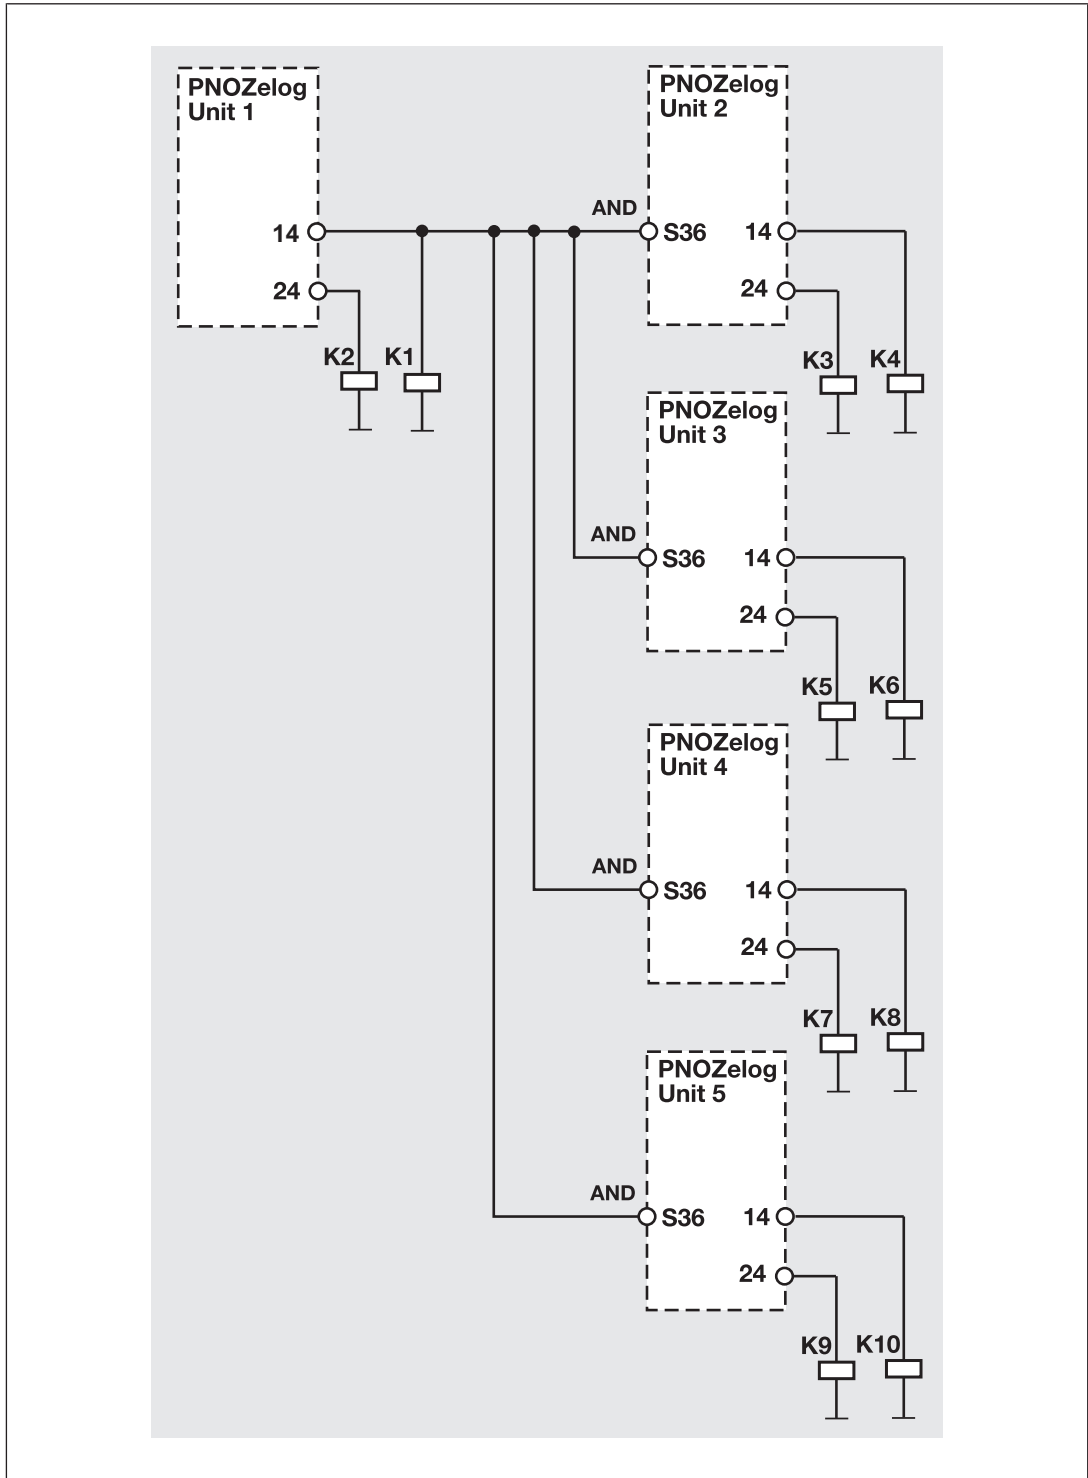 PNOZelog
Unit 1
14
24
K2
K1
PNOZelog
Unit 2
AND
S36
14
24
K3
K4
PNOZelog
Unit 3
AND
S36
14
24
K5
K6
PNOZelog
Unit 4
AND
S36
14
24
K7
K8
PNOZelog
Unit 5
AND
S36
14
24
K9
K10